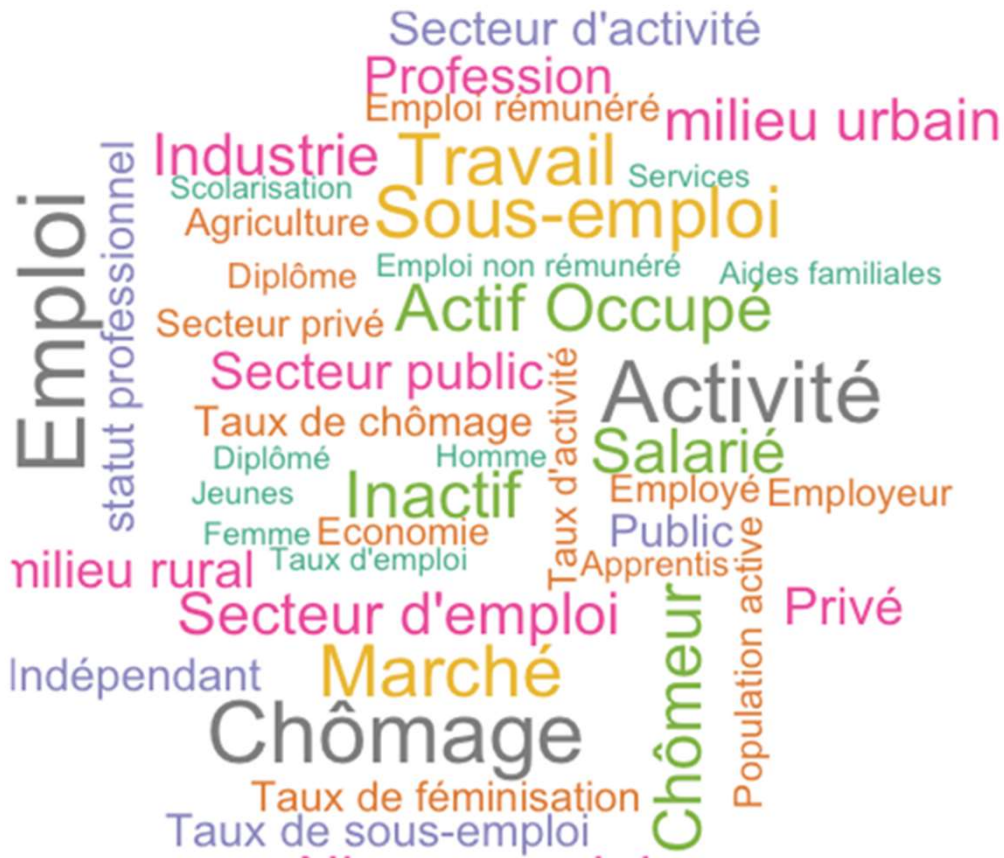 Secteur d'activité
Profession
Emploi rémunéré
milieu urbain
Industrie
Travail
Services
Scolarisation
Agriculture
Sous-emploi
Emploi
statut professionnel
Diplôme
Emploi non rémunéré
Aides familiales
Secteur privé
Actif Occupé
Secteur public
Taux d'activité
Activité
Taux de chômage
Diplômé
Homme
Salarié
Jeunes
Inactif
Employé
Employeur
Femme
Economie
Public
Taux d'emploi
Apprentis
Population active
milieu rural
Secteur d'emploi
Chômeur
Privé
Indépendant
Marché
Chômage
Taux de féminisation
Taux de sous-emploi